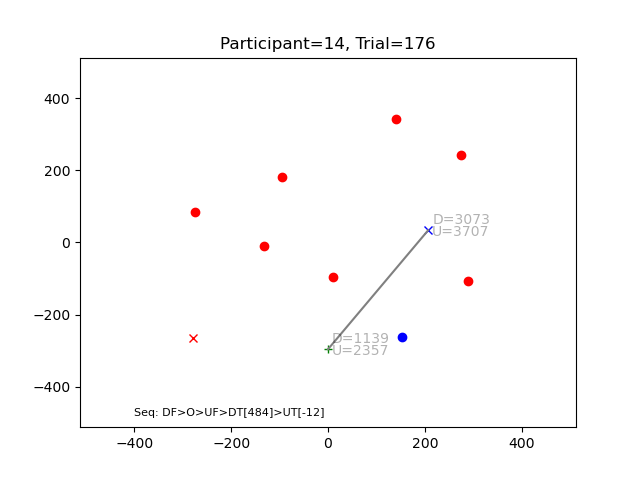 Participant=14, Trial=176
400
200
0
−200
−400
D=3073
U=3707
D=1139
U=2357
Seq: DF>O>UF>DT[484]>UT[-12]
−400
−200
0
200
400